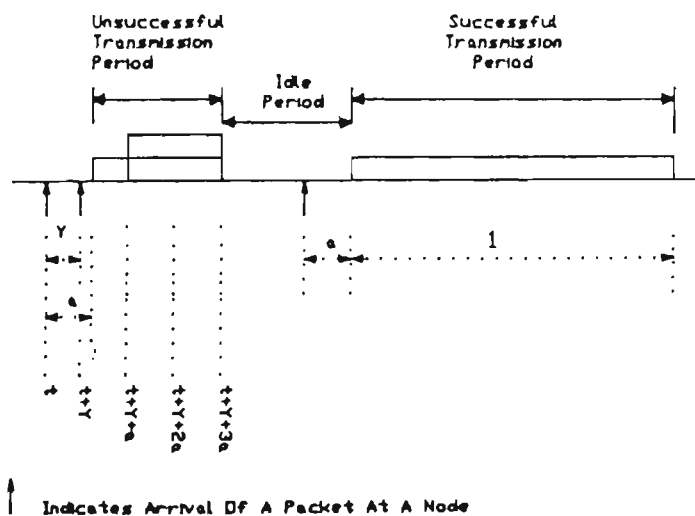 Unsuccessful
Transmission
Period
Successful
Transmission
Period
Idle
Period
Y
a
1
a
t
t+Y
t+Y+a
t+Y+2a
t+Y+3a
Indicates Arrival Of A Packet At A Node